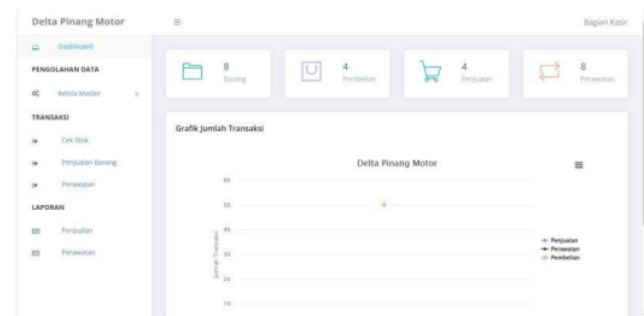 Delta Pinang Motor
Bagian Kasir
Dashboard
PENGOLAHAN DATA
Kelola Master
TRANSAKSI
Cek Stok
Penjualan Barang
Perawatan
LAPORAN
Penjualan
Perawatan
8
Barang
4
Pembelian
4
Penjualan
8
Perawatan
Grafik Jumlah Transaksi
Delta Pinang Motor
Jumlah Transaksi
60
50
40
30
20
10
Penjualan
Perawatan
Pembelian